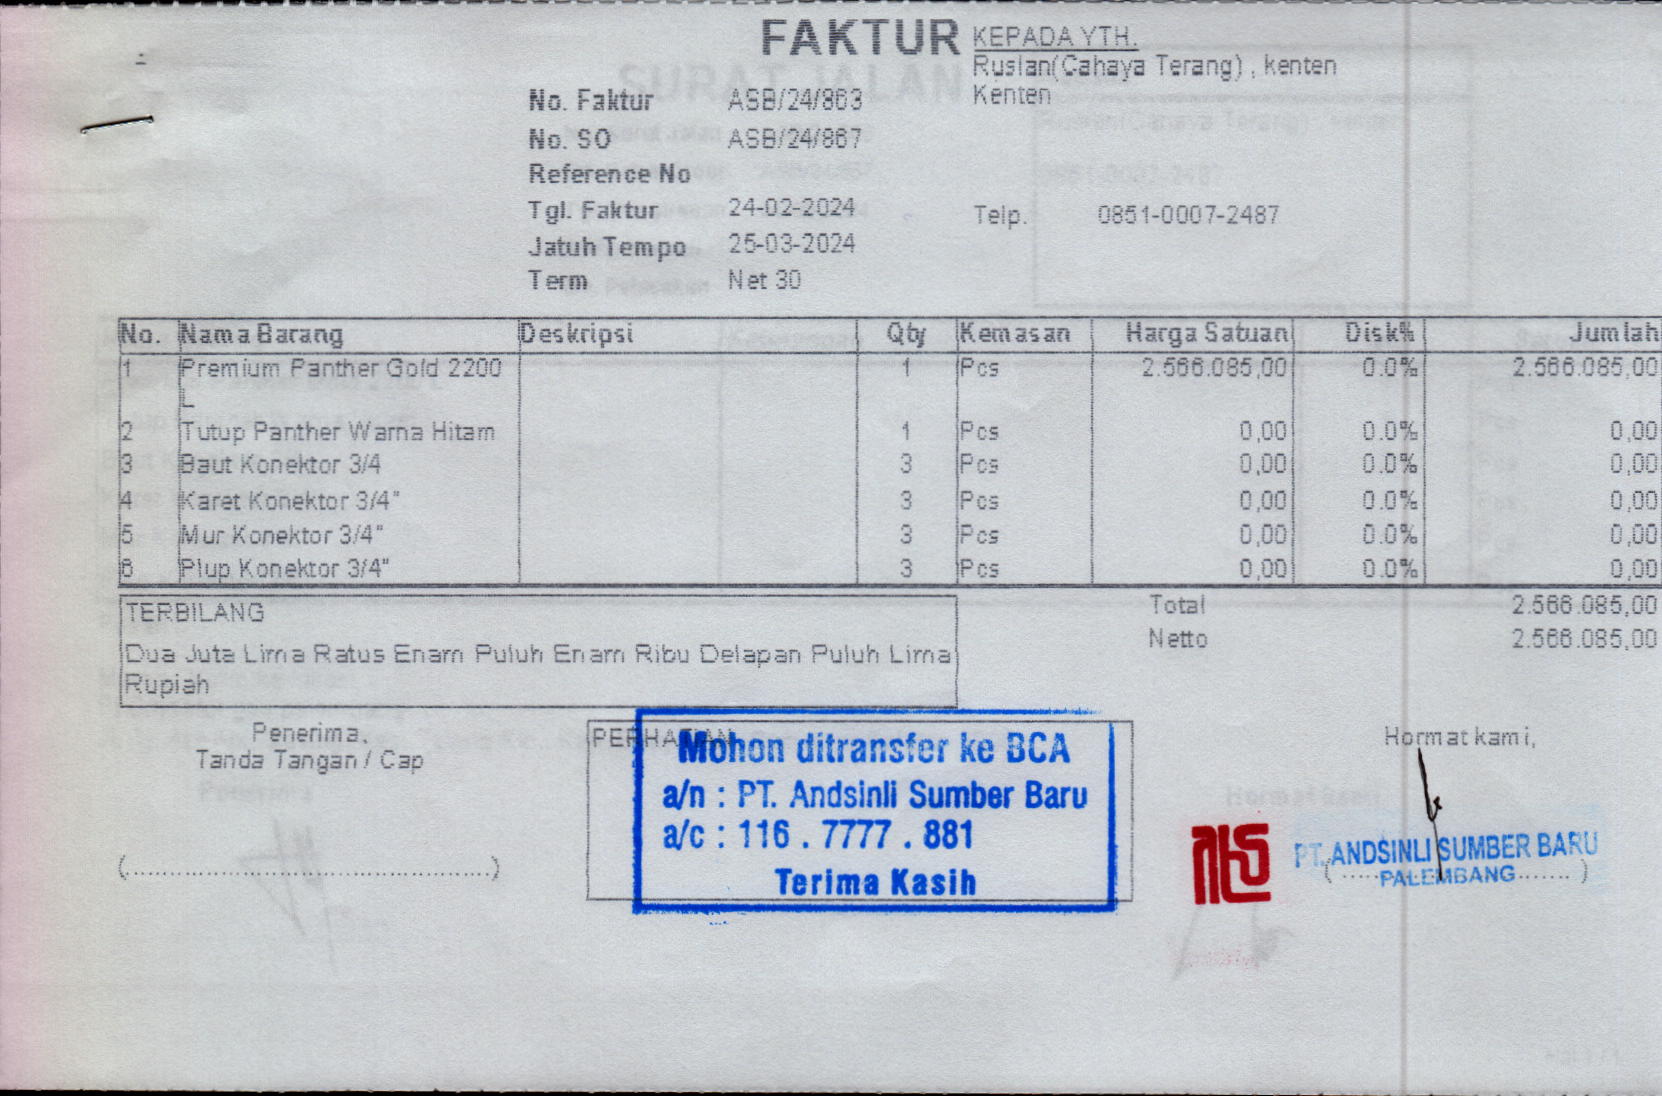 FAKTUR
KEPADA YTH.
Ruslan(Cahaya Terang) , kenten
Kenten
No. Faktur ASB/24/863
No. SO ASB/24/867
Reference No
Tgl. Faktur 24-02-2024
Telp. 0851-0007-2487
Jatuh Tempo 25-03-2024
Term Net 30
SURAT JALAN
No. Nama Barang Deskripsi Qty Kemasan Harga Satuan Disk% Jumlah
1 Premium Panther Gold 2200 1 Pcs 2.566.085,00 0.0% 2.566.085,00
L
2 Tutup Panther Warna Hitam 1 Pcs 0,00 0.0% 0,00
3 Baut Konektor 3/4 3 Pcs 0,00 0.0% 0,00
4 Karet Konektor 3/4" 3 Pcs 0,00 0.0% 0,00
5 Mur Konektor 3/4" 3 Pcs 0,00 0.0% 0,00
6 Plup Konektor 3/4" 3 Pcs 0,00 0.0% 0,00
TERBILANG
Dua Juta Lima Ratus Enam Puluh Enam Ribu Delapan Puluh Lima
Rupiah
Total 2.566.085,00
Netto 2.566.085,00
Penerima,
Tanda Tangan / Cap
(..............................................)
PERHATIAN
Mohon ditransfer ke BCA
a/n : PT. Andsinli Sumber Baru
a/c : 116 . 7777 . 881
Terima Kasih
Hormat kami,
PT. ANDSINLI SUMBER BARU
PALEMBANG